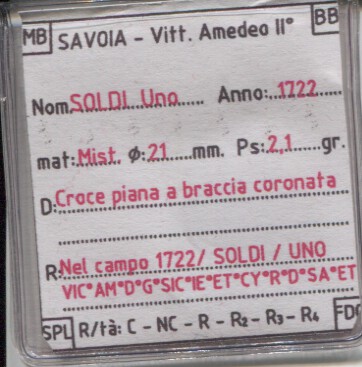 MB SAVOIA - Vitt. Amedeo II° BB
Nom. SOLDI Uno...... Anno:..1722.....
mat:.Mist. Ø:.21......mm. Ps:.2,1......gr.
D:.Croce piana a braccia coronata
R.Nel campo 1722/ SOLDI / UNO
VIC°AM°D°G°SIC°IE°ET°CY°R°D°SA°ET
SPL R/tà: C - NC - R - R2 - R3 - R4 FDC